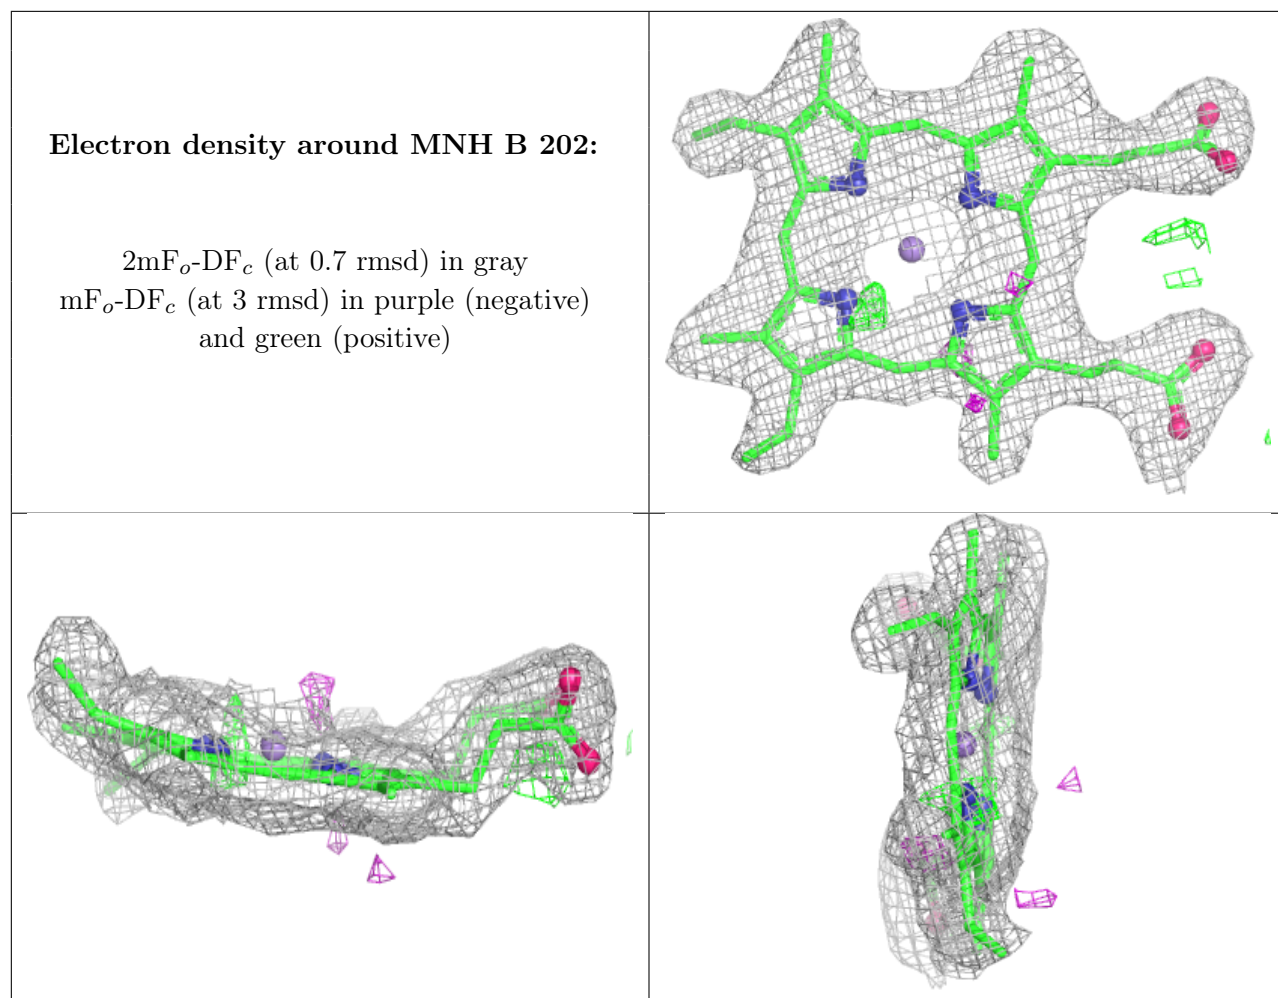 Electron density around MNH B 202:
2mFo-DFc (at 0.7 rmsd) in gray
mFo-DFc (at 3 rmsd) in purple (negative)
and green (positive)